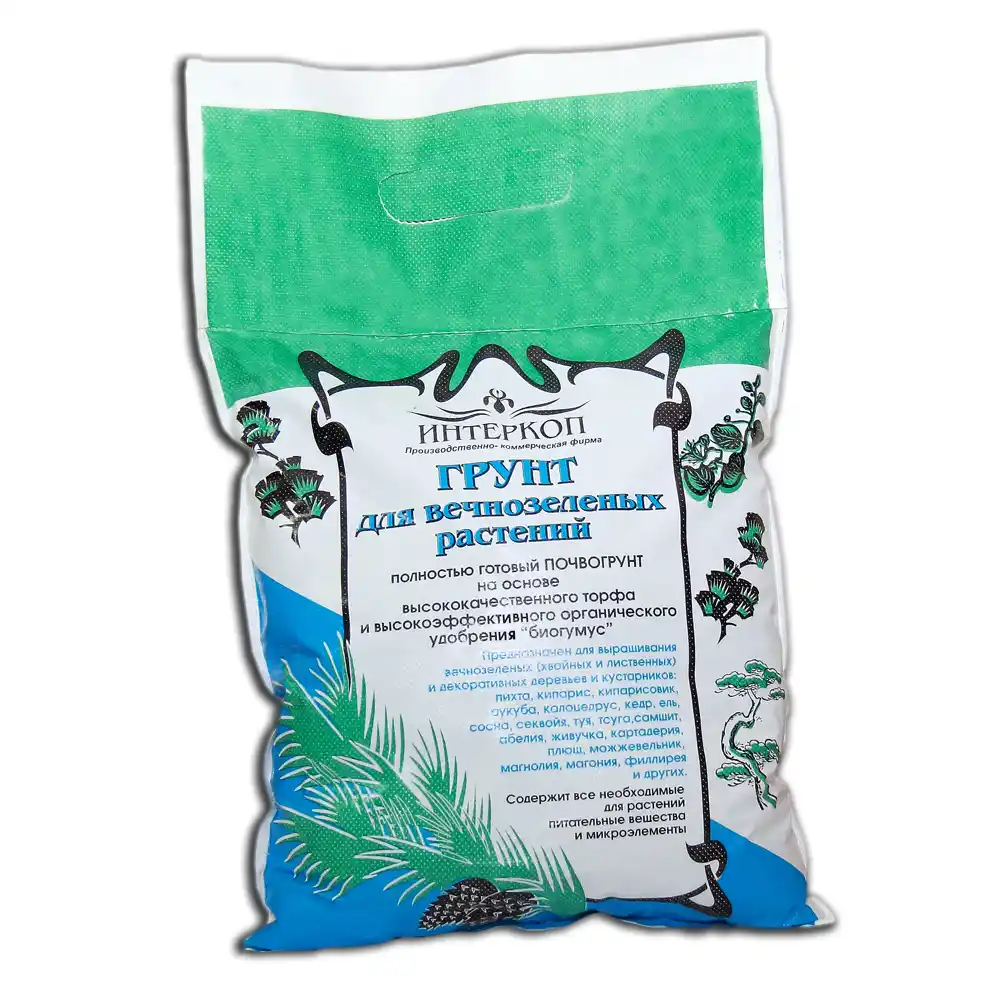 ИНТЕРКОП
Производственно-коммерческая фирма
ГРУНТ
для вечнозеленых
растений
ПОЛНОСТЬЮ ГОТОВЫЙ ПОЧВОГРУНТ
на основе
высококачественного торфа
и высокоэффективного органического
удобрения "биогумус"
Предназначен для выращивания
вечнозеленых (хвойных и лиственных)
и декоративных деревьев и кустарников:
пихта, кипарис, кипарисовик,
аукуба, калоцедрус, кедр, ель,
сосна, секвойя, туя, тсуга, самшит,
абелия, живучка, картадерия,
плющ, можжевельник,
магнолия, магония, филлирея
и других.
Содержит все необходимые
для растений
питательные вещества
и микроэлементы